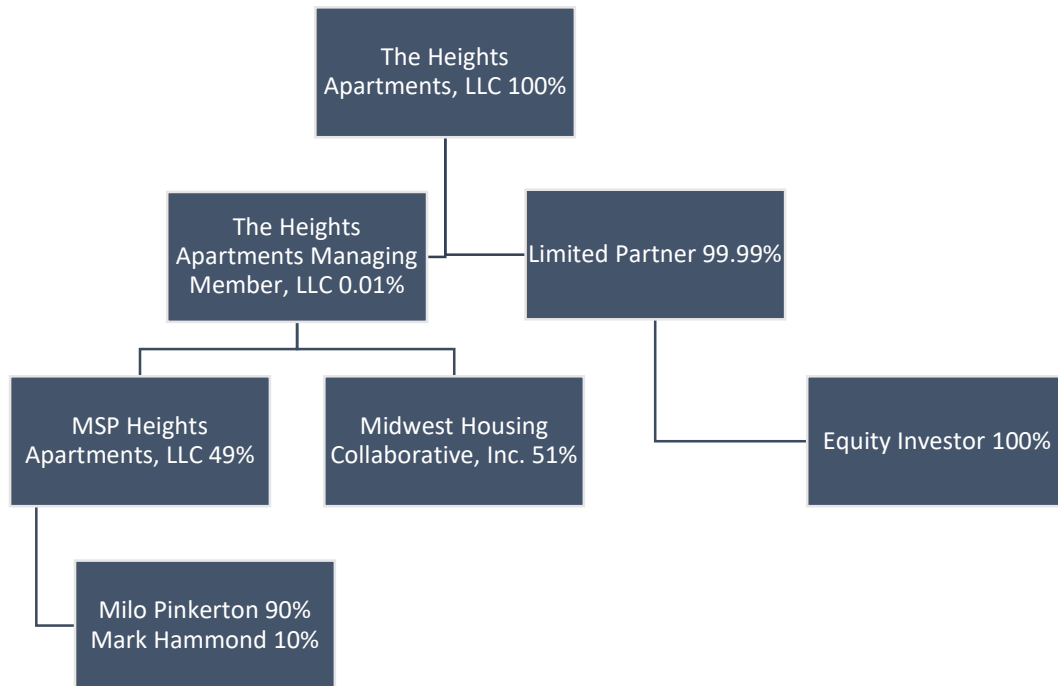 The Heights
Apartments, LLC 100%
The Heights
Apartments Managing
Member, LLC 0.01%
Limited Partner 99.99%
MSP Heights
Apartments, LLC 49%
Midwest Housing
Collaborative, Inc. 51%
Equity Investor 100%
Milo Pinkerton 90%
Mark Hammond 10%